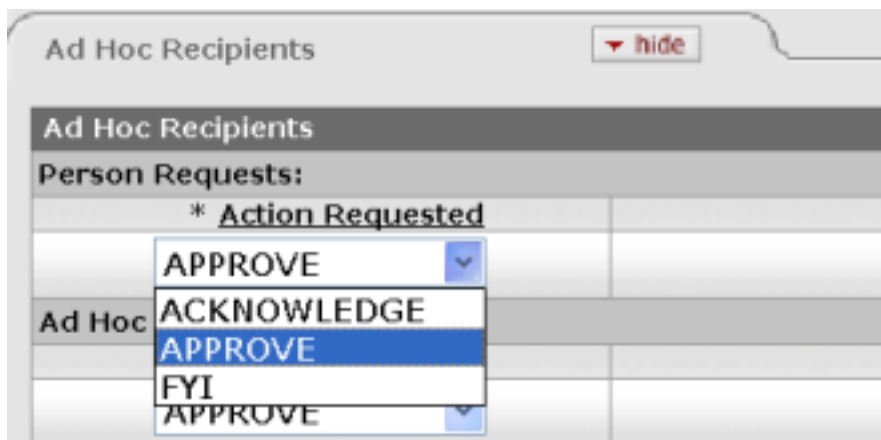 Ad Hoc Recipients hide
Ad Hoc Recipients
Person Requests:
* Action Requested
APPROVE
ACKNOWLEDGE
Ad Hoc
APPROVE
FYI
APPROVE